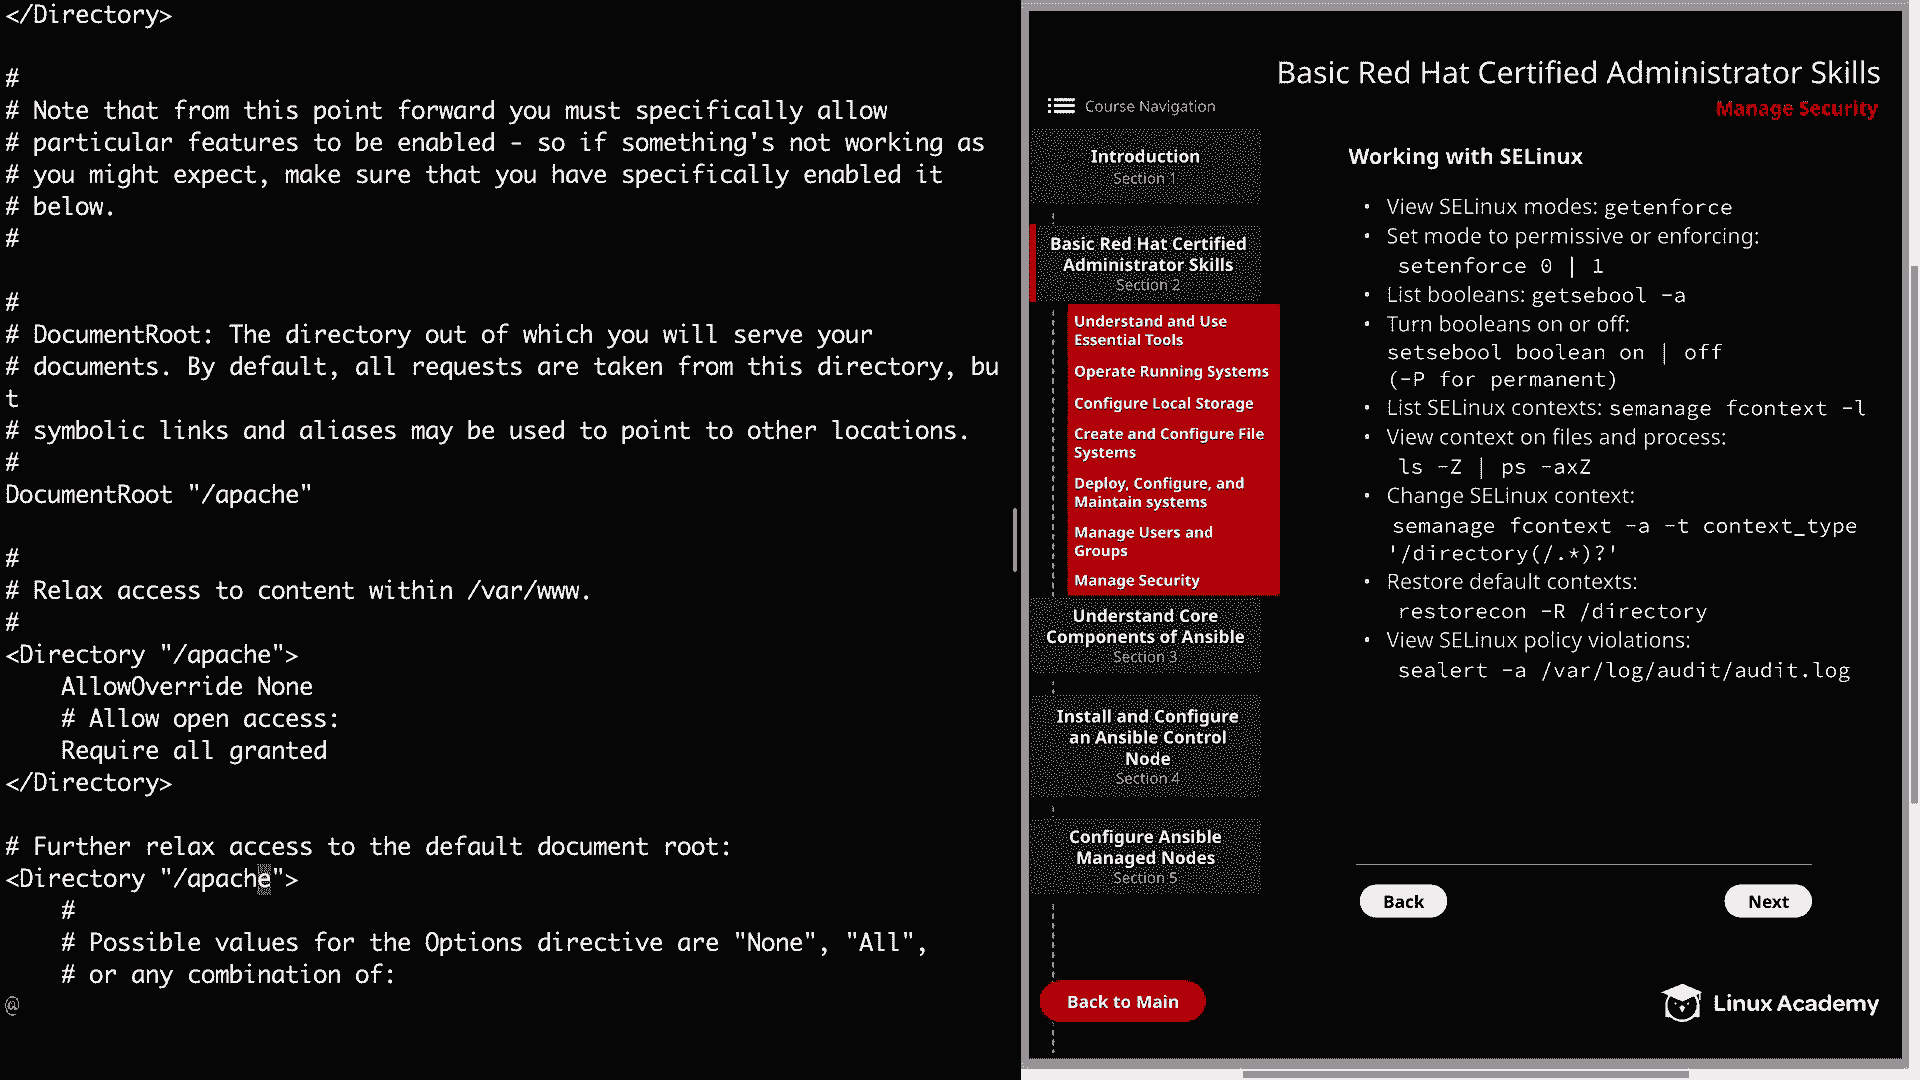 </Directory>
#
# Note that from this point forward you must specifically allow
# particular features to be enabled - so if something's not working as
# you might expect, make sure that you have specifically enabled it
# below.
#
#
# DocumentRoot: The directory out of which you will serve your
# documents. By default, all requests are taken from this directory, bu
t
# symbolic links and aliases may be used to point to other locations.
#
DocumentRoot "/apache"
#
# Relax access to content within /var/www.
#
<Directory "/apache">
    AllowOverride None
    # Allow open access:
    Require all granted
</Directory>
# Further relax access to the default document root:
<Directory "/apache">
    #
    # Possible values for the Options directive are "None", "All",
    # or any combination of:
@
Basic Red Hat Certified Administrator Skills
Manage Security
Course Navigation
Introduction
Section 1
Basic Red Hat Certified
Administrator Skills
Section 2
Understand and Use
Essential Tools
Operate Running Systems
Configure Local Storage
Create and Configure File
Systems
Deploy, Configure, and
Maintain systems
Manage Users and
Groups
Manage Security
Understand Core
Components of Ansible
Section 3
Install and Configure
an Ansible Control
Node
Section 4
Configure Ansible
Managed Nodes
Section 5
Back to Main
Working with SELinux
• View SELinux modes: getenforce
• Set mode to permissive or enforcing:
setenforce 0 | 1
• List booleans: getsebool -a
• Turn booleans on or off:
setsebool boolean on | off
(-P for permanent)
• List SELinux contexts: semanage fcontext -l
• View context on files and process:
ls -Z | ps -axZ
• Change SELinux context:
semanage fcontext -a -t context_type
'/directory(/.*)?'
• Restore default contexts:
restorecon -R /directory
• View SELinux policy violations:
sealert -a /var/log/audit/audit.log
Back
Next
Linux Academy